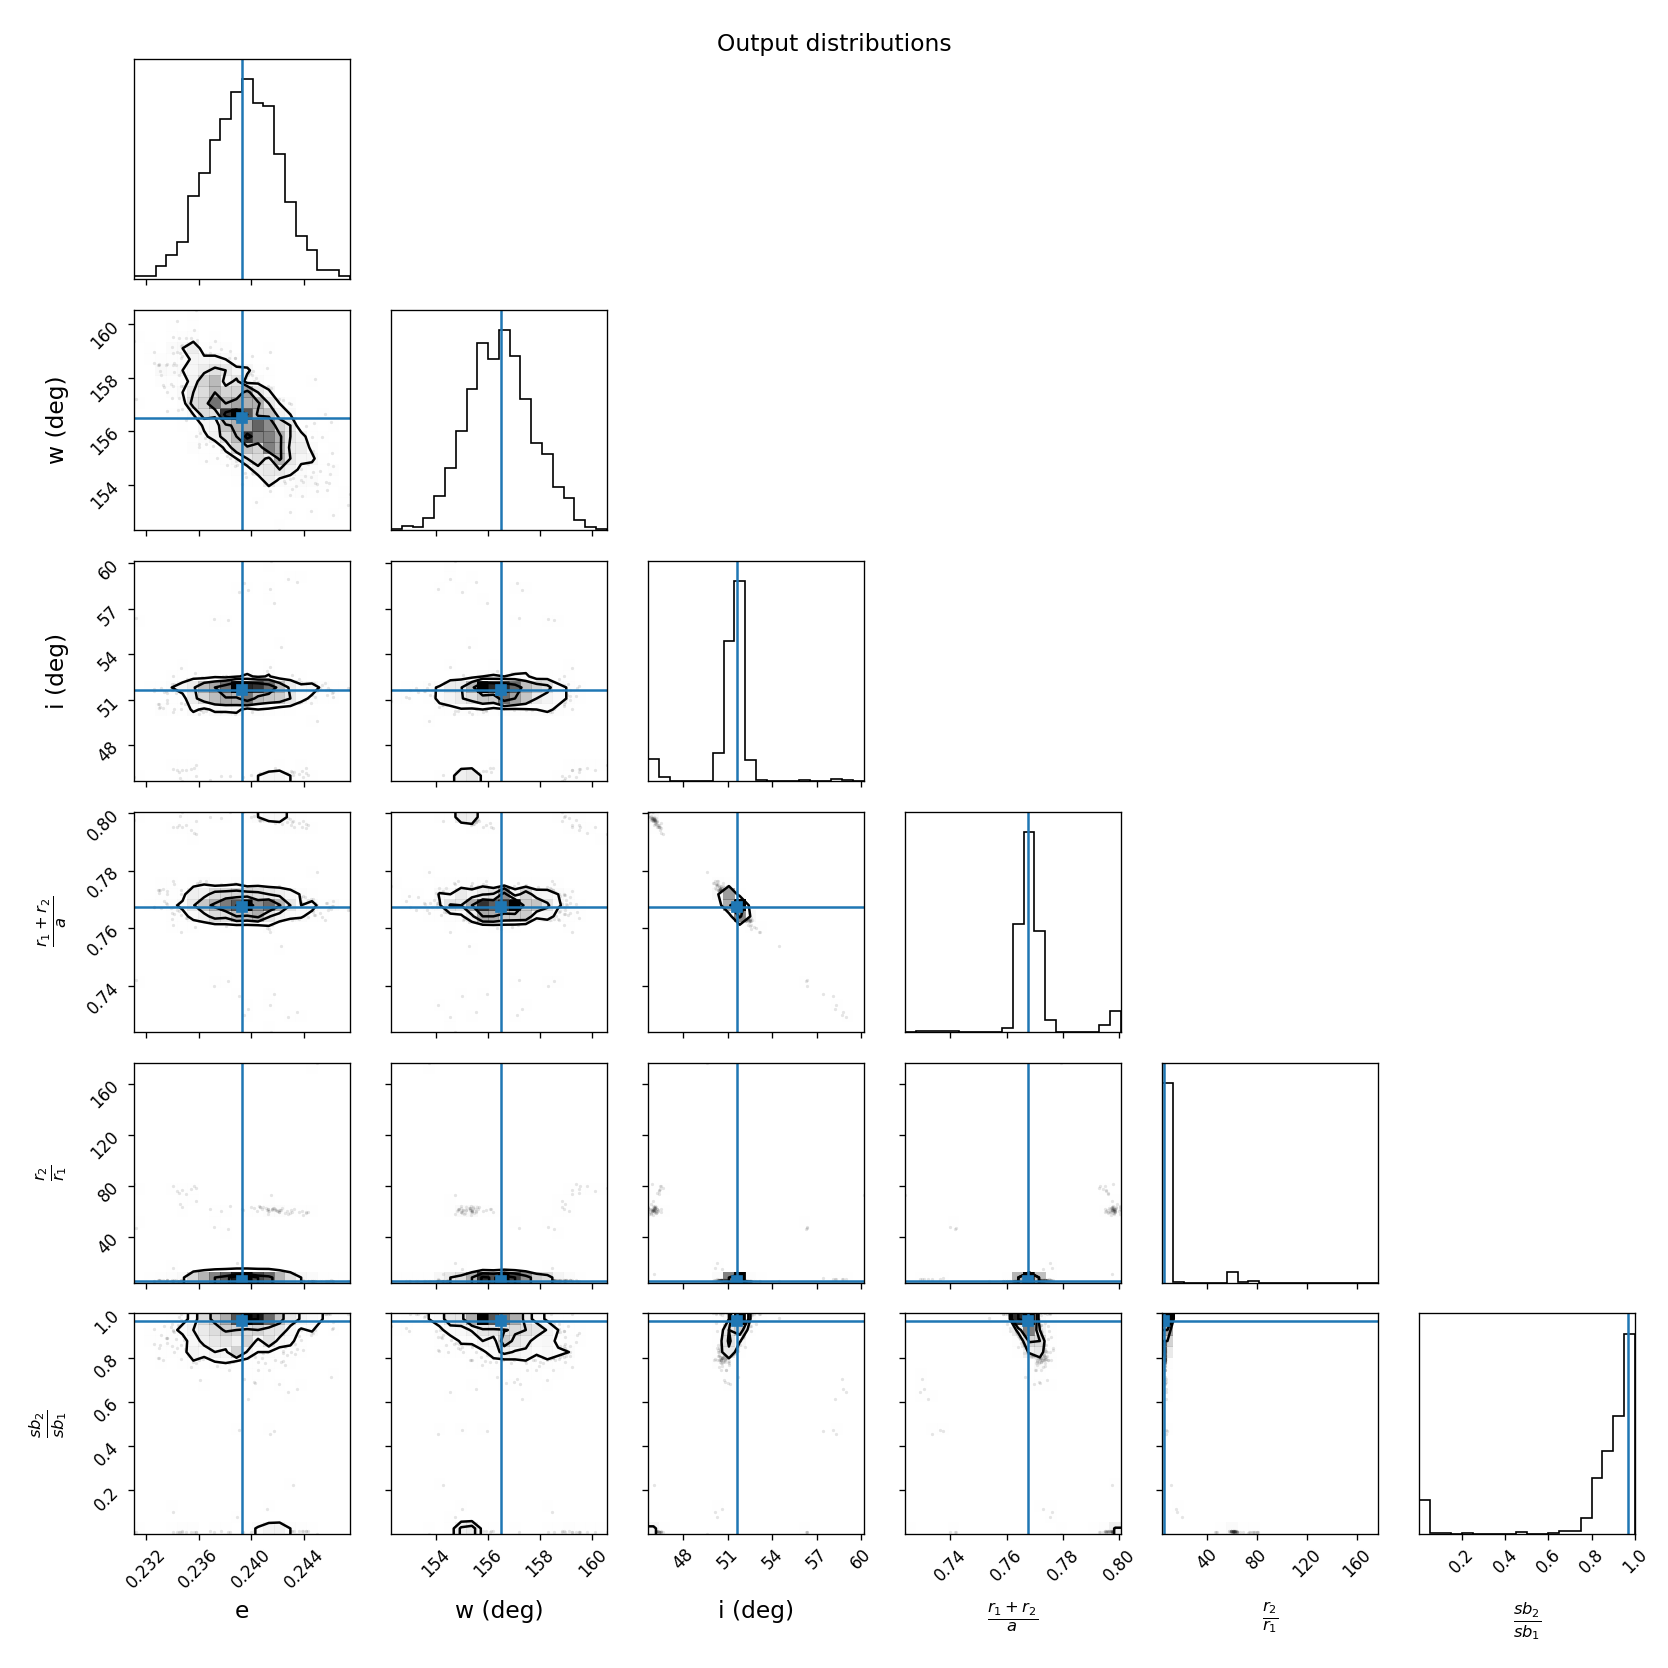 Output distributions
w (deg)
160
158
156
154
i (deg)
60
57
54
51
48
r1 + r2
a
0.80
0.78
0.76
0.74
r2
r1
160
120
80
40
sb2
sb1
1.0
0.8
0.6
0.4
0.2
0.232 0.236 0.240 0.244 154 156 158 160 48 51 54 57 60 0.74 0.76 0.78 0.80 40 80 120 160 0.2 0.4 0.6 0.8 1.0
e w (deg) i (deg) r1 + r2 r2 sb2
a r1 sb1